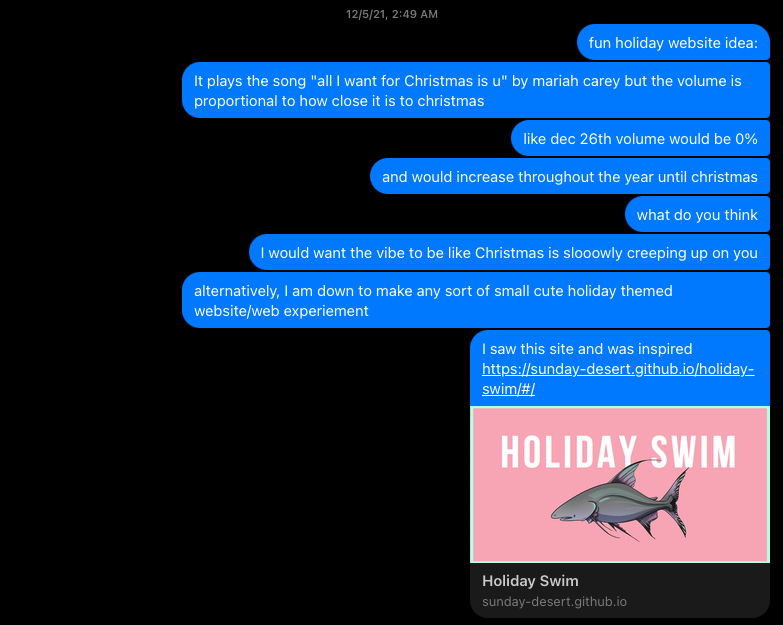 12/5/21, 2:49 AM
fun holiday website idea:
It plays the song "all I want for Christmas is u" by mariah carey but the volume is
proportional to how close it is to christmas
like dec 26th volume would be 0%
and would increase throughout the year until christmas
what do you think
I would want the vibe to be like Christmas is slooowly creeping up on you
alternatively, I am down to make any sort of small cute holiday themed
website/web experiement
I saw this site and was inspired
https://sunday-desert.github.io/holiday-
swim/#/
HOLIDAY SWIM
Holiday Swim
sunday-desert.github.io